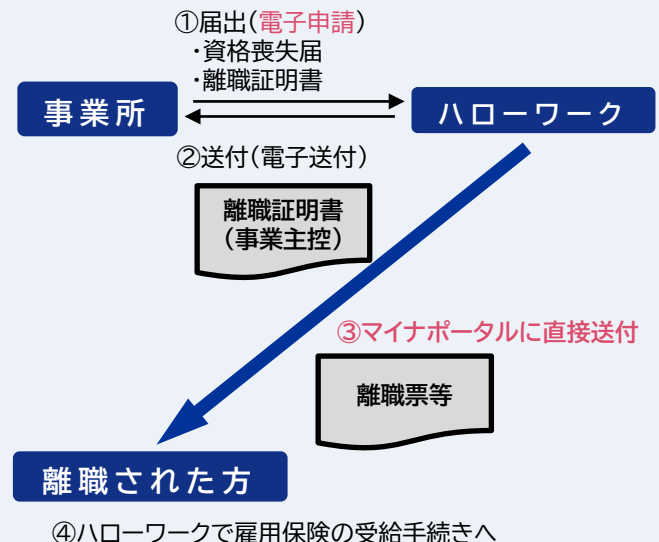 ①届出(電子申請)
・資格喪失届
・離職証明書
事業所
ハローワーク
②送付(電子送付)
離職証明書
(事業主控)
③マイナポータルに直接送付
離職票等
離職された方
④ハローワークで雇用保険の受給手続きへ